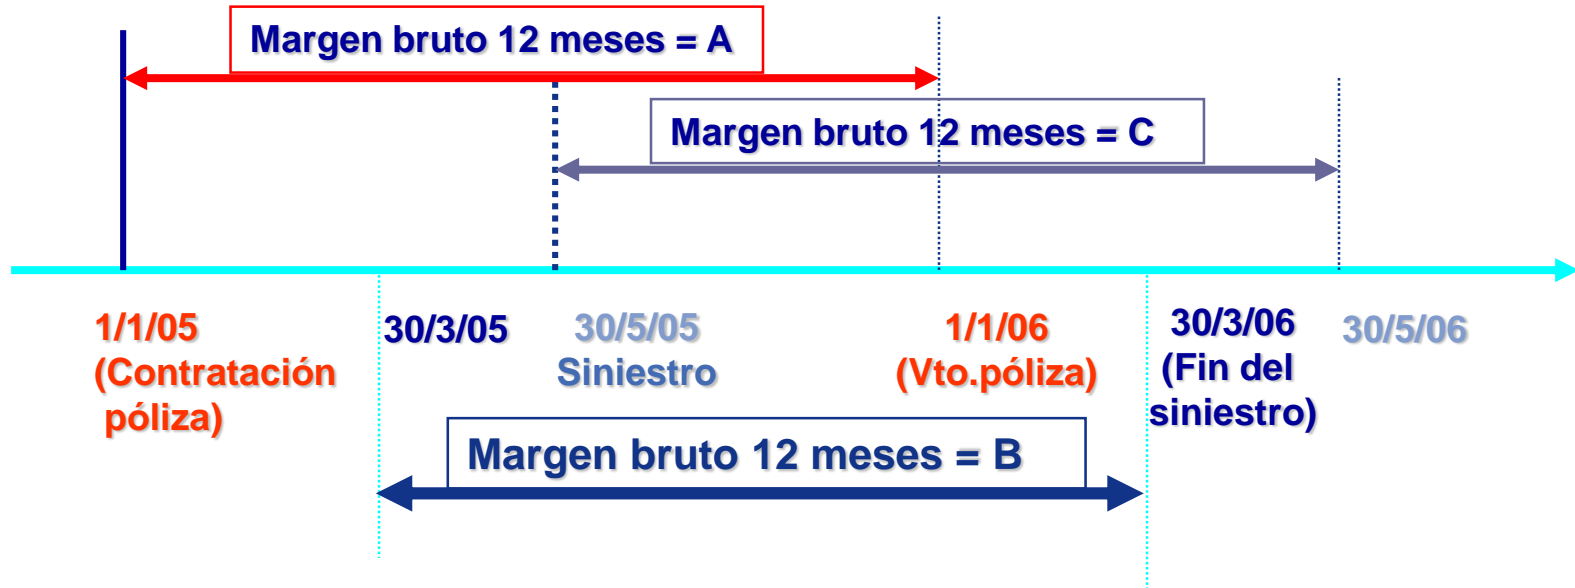 Margen bruto 12 meses = A
Margen bruto 12 meses = C
1/1/05
(Contratación
póliza)
30/3/05
30/5/05
Siniestro
1/1/06
(Vto.póliza)
30/3/06
(Fin del
siniestro)
30/5/06
Margen bruto 12 meses = B